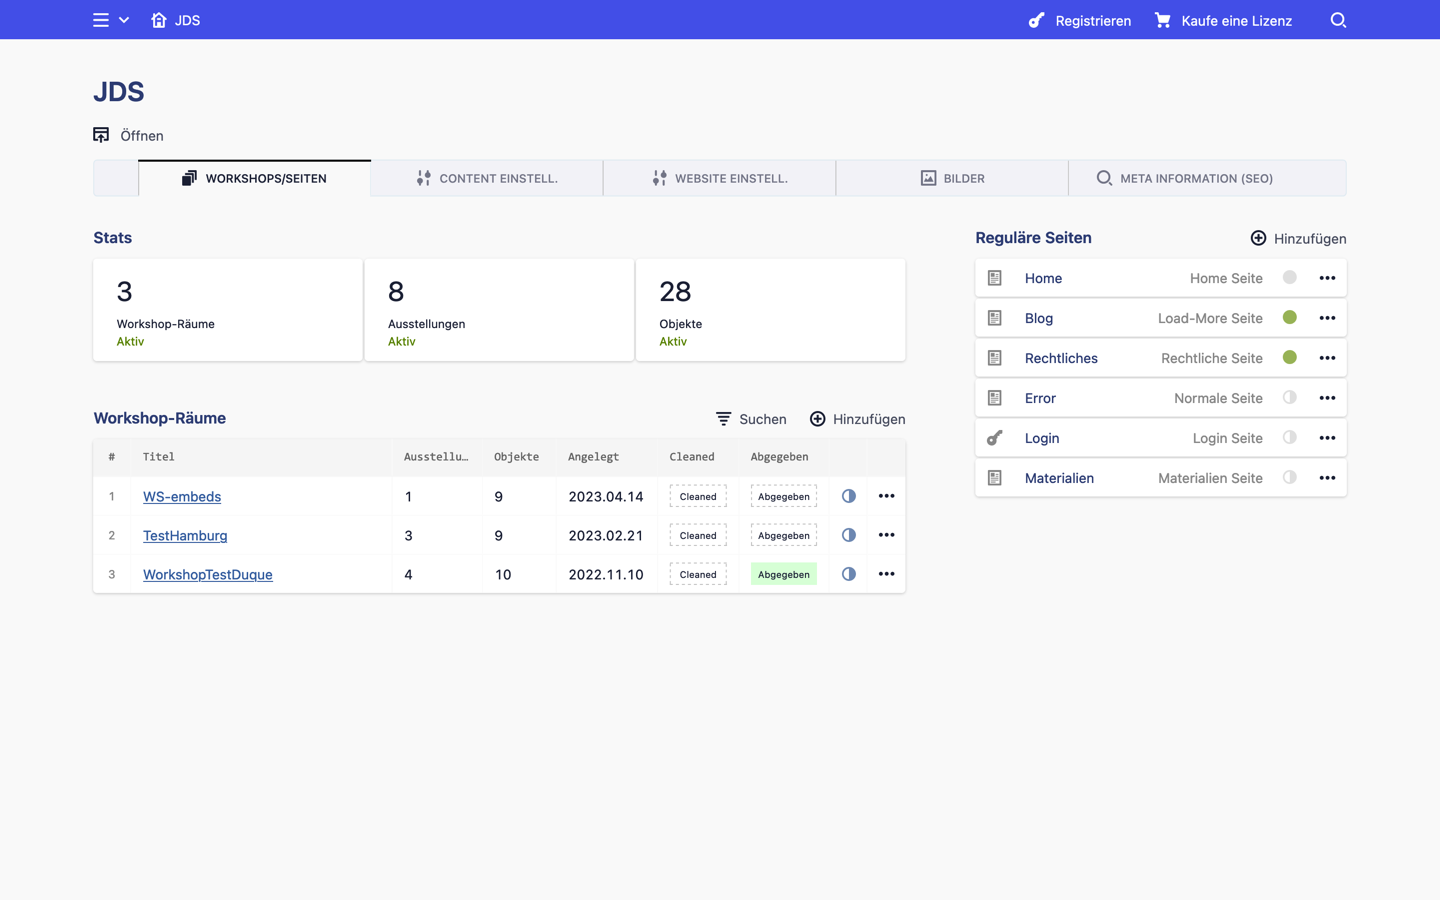 JDS
Registrieren
Kaufe eine Lizenz
JDS
Öffnen
WORKSHOPS/SEITEN
CONTENT EINSTELL.
WEBSITE EINSTELL.
BILDER
META INFORMATION (SEO)
Stats
3
Workshop-Räume
Aktiv
8
Ausstellungen
Aktiv
28
Objekte
Aktiv
Workshop-Räume
Suchen
Hinzufügen
# Titel Ausstellu… Objekte Angelegt Cleaned Abgegeben
1 WS-embeds 1 9 2023.04.14 Cleaned Abgegeben
2 TestHamburg 3 9 2023.02.21 Cleaned Abgegeben
3 WorkshopTestDuque 4 10 2022.11.10 Cleaned Abgegeben
Reguläre Seiten
Hinzufügen
Home Home Seite
Blog Load-More Seite
Rechtliches Rechtliche Seite
Error Normale Seite
Login Login Seite
Materialien Materialien Seite